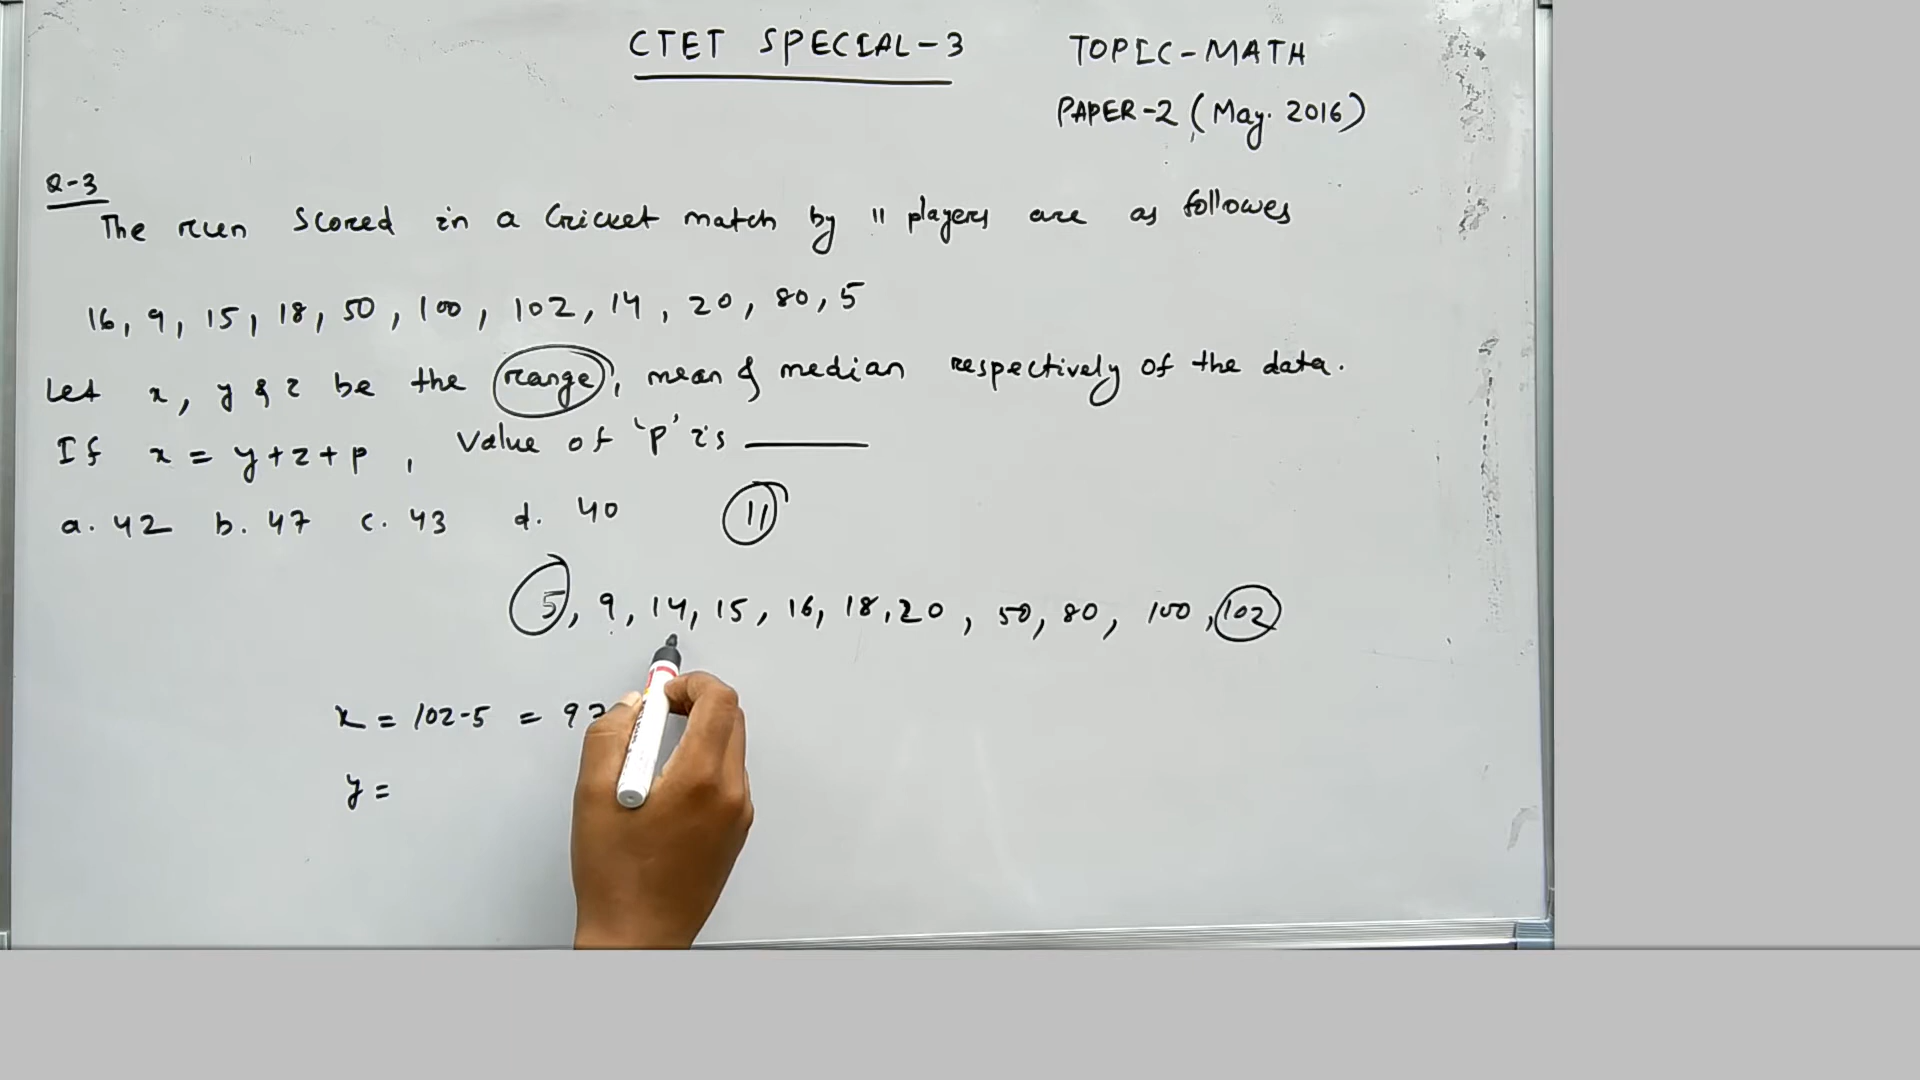 CTET SPECIAL-3
TOPIC-MATH
PAPER-2 (May. 2016)
Q-3
The run scored in a Cricket match by 11 players are as followes
16, 9, 15, 18, 50, 100, 102, 14, 20, 80, 5
Let x, y & z be the range, mean & median respectively of the data.
If x = y+z+p, Value of 'p' is ______
a. 42 b. 47 c. 43 d. 40
11
5, 9, 14, 15, 16, 18, 20, 50, 80, 100, 102
x = 102-5 = 97
y =